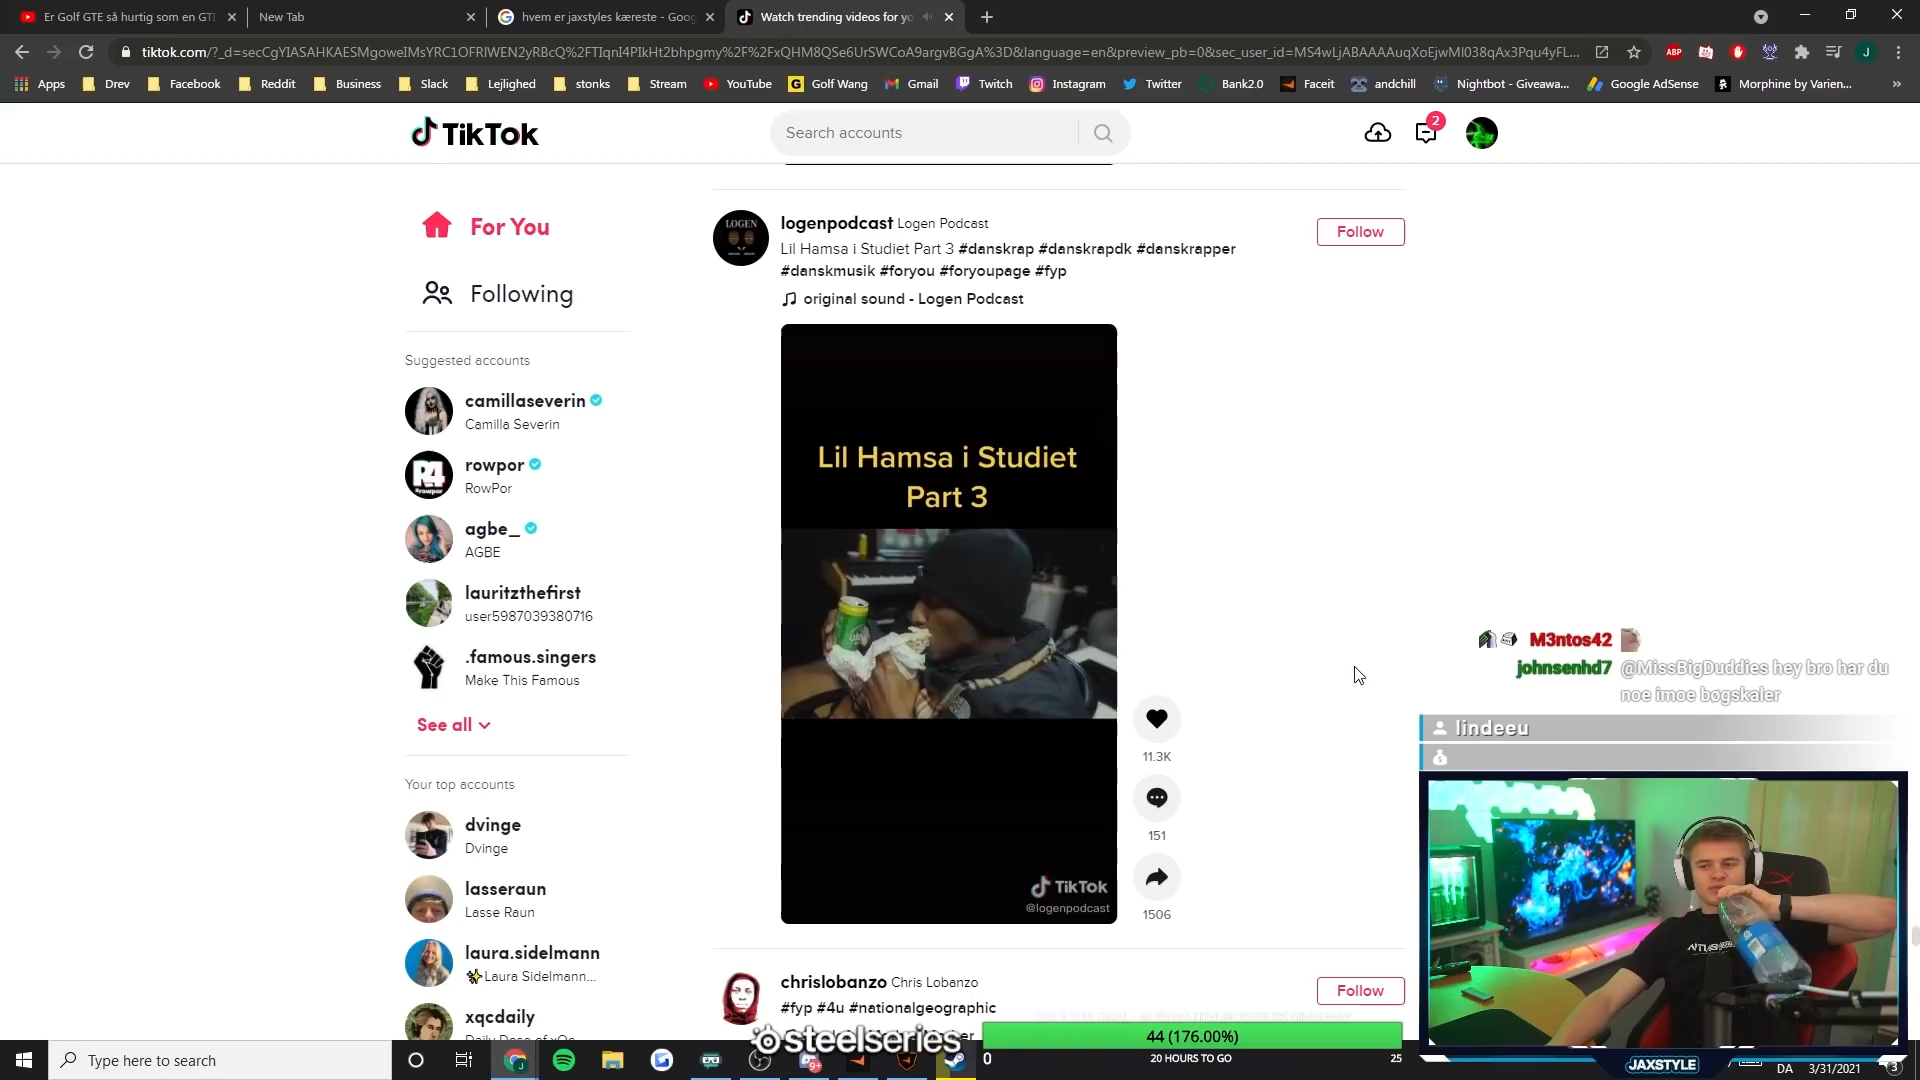 Er Golf GTE så hurtig som en GTI
New Tab
hvem er jaxstyles kæreste - Goog
Watch trending videos for yo
tiktok.com/?_d=secCgYIASAHKAESMgoweIMsYRC1OFRlWEN2yRBcQ%2FTIqnI4PIkHt2bhpgmy%2F%2FxQHM8QSe6UrSWCoA9argvBGgA%3D&language=en&preview_pb=0&sec_user_id=MS4wLjABAAAAuqXoEjwMl038qAx3Pqu4yFL...
ABP
J
Apps
Drev
Facebook
Reddit
Business
Slack
Lejlighed
stonks
Stream
YouTube
Golf Wang
Gmail
Twitch
Instagram
Twitter
Bank2.0
Faceit
andchill
Nightbot - Giveawa...
Google AdSense
Morphine by Varien...
TikTok
Search accounts
2
For You
Following
Suggested accounts
camillaseverin
Camilla Severin
rowpor
RowPor
agbe_
AGBE
lauritzthefirst
user5987039380716
.famous.singers
Make This Famous
See all
Your top accounts
dvinge
Dvinge
lasseraun
Lasse Raun
laura.sidelmann
✨Laura Sidelmann...
xqcdaily
LOGEN
logenpodcast Logen Podcast
Follow
Lil Hamsa i Studiet Part 3 #danskrap #danskrapdk #danskrapper
#danskmusik #foryou #foryoupage #fyp
original sound - Logen Podcast
Lil Hamsa i Studiet
Part 3
TikTok
@logenpodcast
11.3K
151
1506
chrislobanzo Chris Lobanzo
Follow
#fyp #4u #nationalgeographic
steelseries
44 (176.00%)
0
20 HOURS TO GO
25
M3ntos42
johnsenhd7 @MissBigDuddies hey bro har du
noe imoe bøgskaler
lindeeu
JAXSTYLE
Type here to search
9+
DA
3/31/2021
3